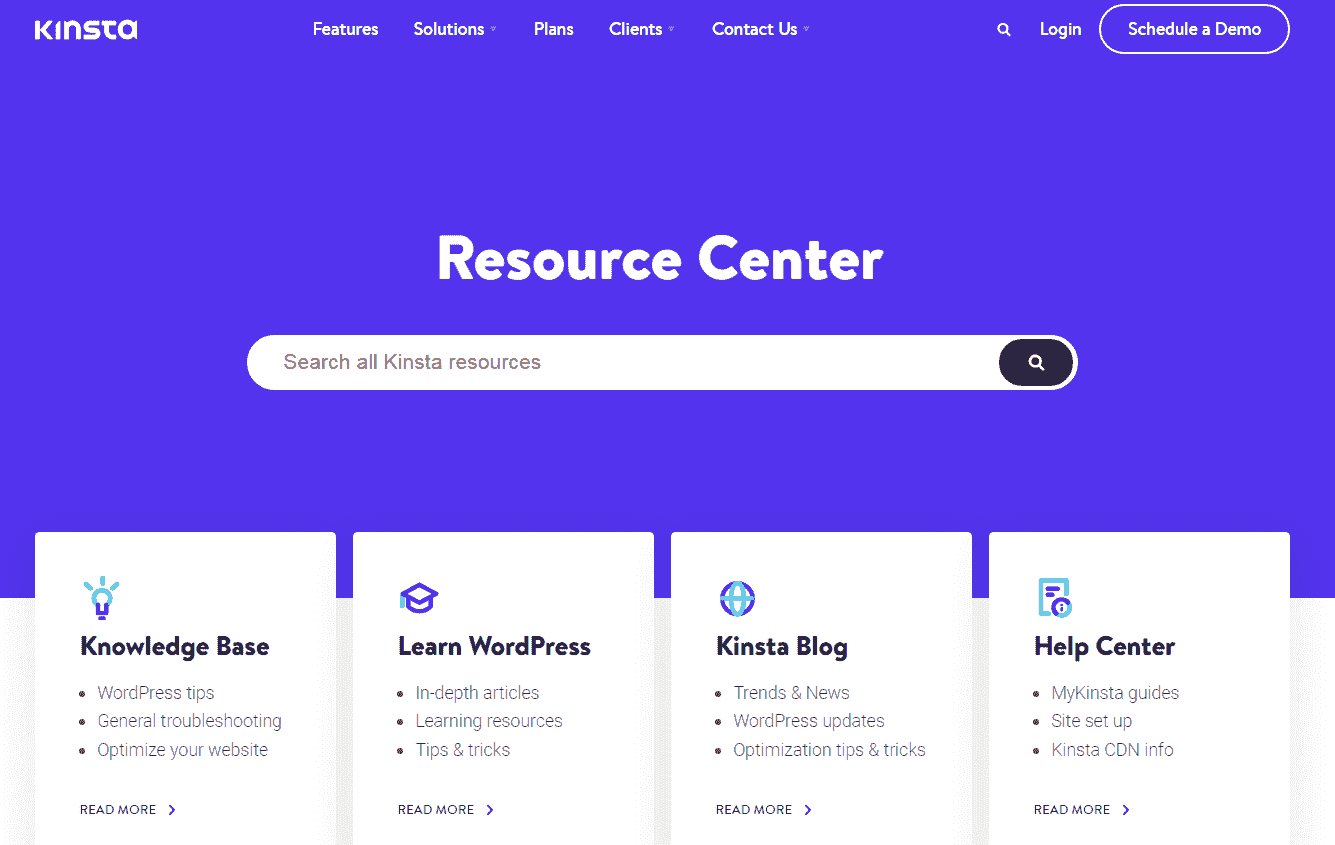 KINSTA
Features Solutions Plans Clients Contact Us Login Schedule a Demo
Resource Center
Search all Kinsta resources
Knowledge Base
WordPress tips
General troubleshooting
Optimize your website
READ MORE
Learn WordPress
In-depth articles
Learning resources
Tips & tricks
READ MORE
Kinsta Blog
Trends & News
WordPress updates
Optimization tips & tricks
READ MORE
Help Center
MyKinsta guides
Site set up
Kinsta CDN info
READ MORE